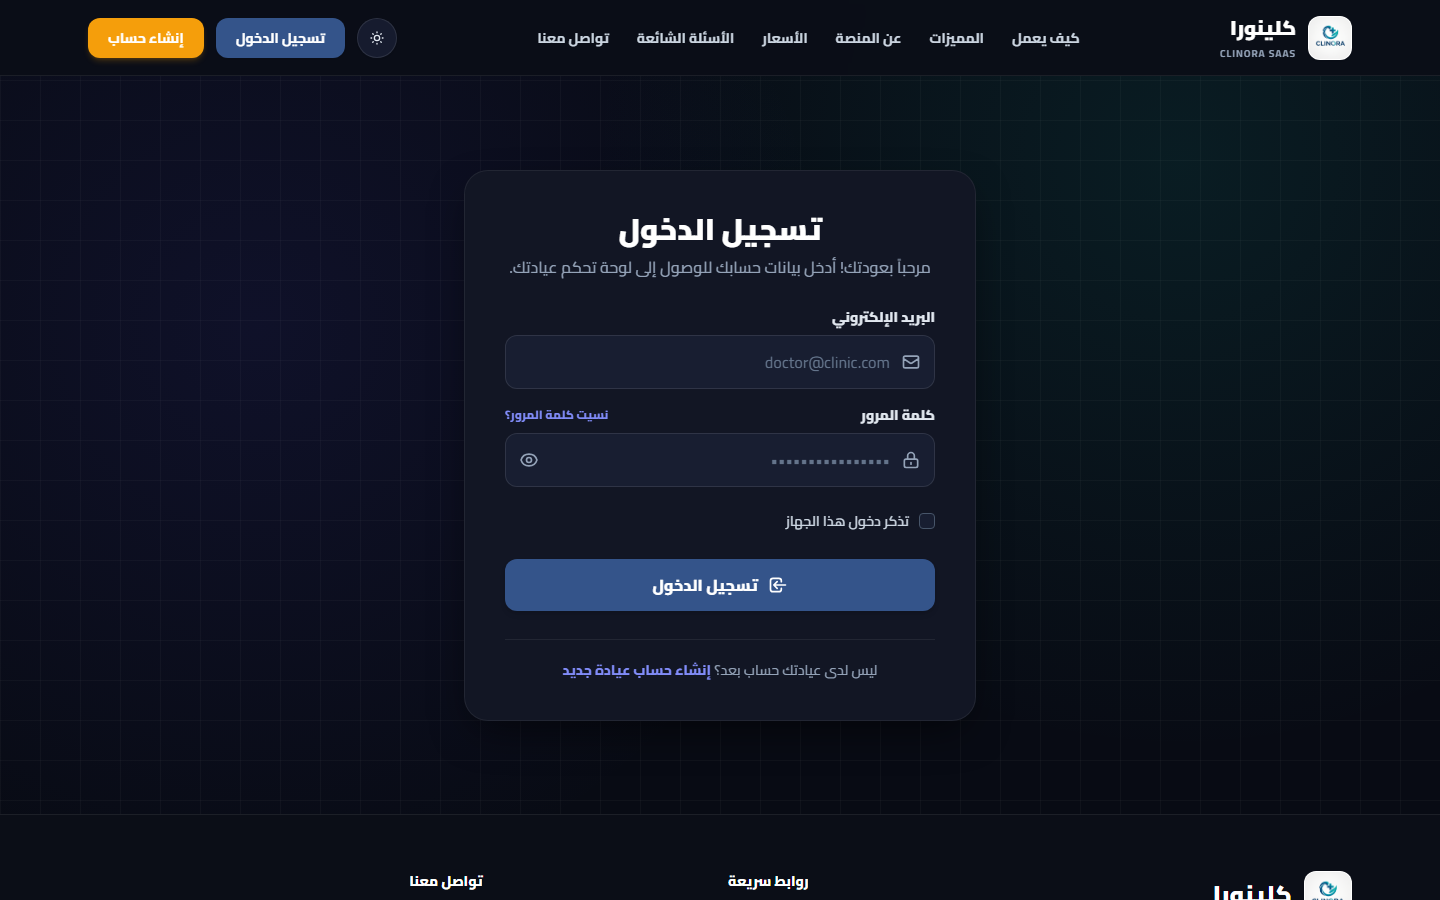 كلينورا
CLINORA SAAS
CLINORA
كيف يعمل
المميزات
عن المنصة
الأسعار
الأسئلة الشائعة
تواصل معنا
تسجيل الدخول
إنشاء حساب
تسجيل الدخول
مرحباً بعودتك! أدخل بيانات حسابك للوصول إلى لوحة تحكم عيادتك.
البريد الإلكتروني
doctor@clinic.com
كلمة المرور
نسيت كلمة المرور؟
تذكر دخول هذا الجهاز
تسجيل الدخول
ليس لدى عيادتك حساب بعد؟ إنشاء حساب عيادة جديد
كلينورا
CLINORA
روابط سريعة
تواصل معنا